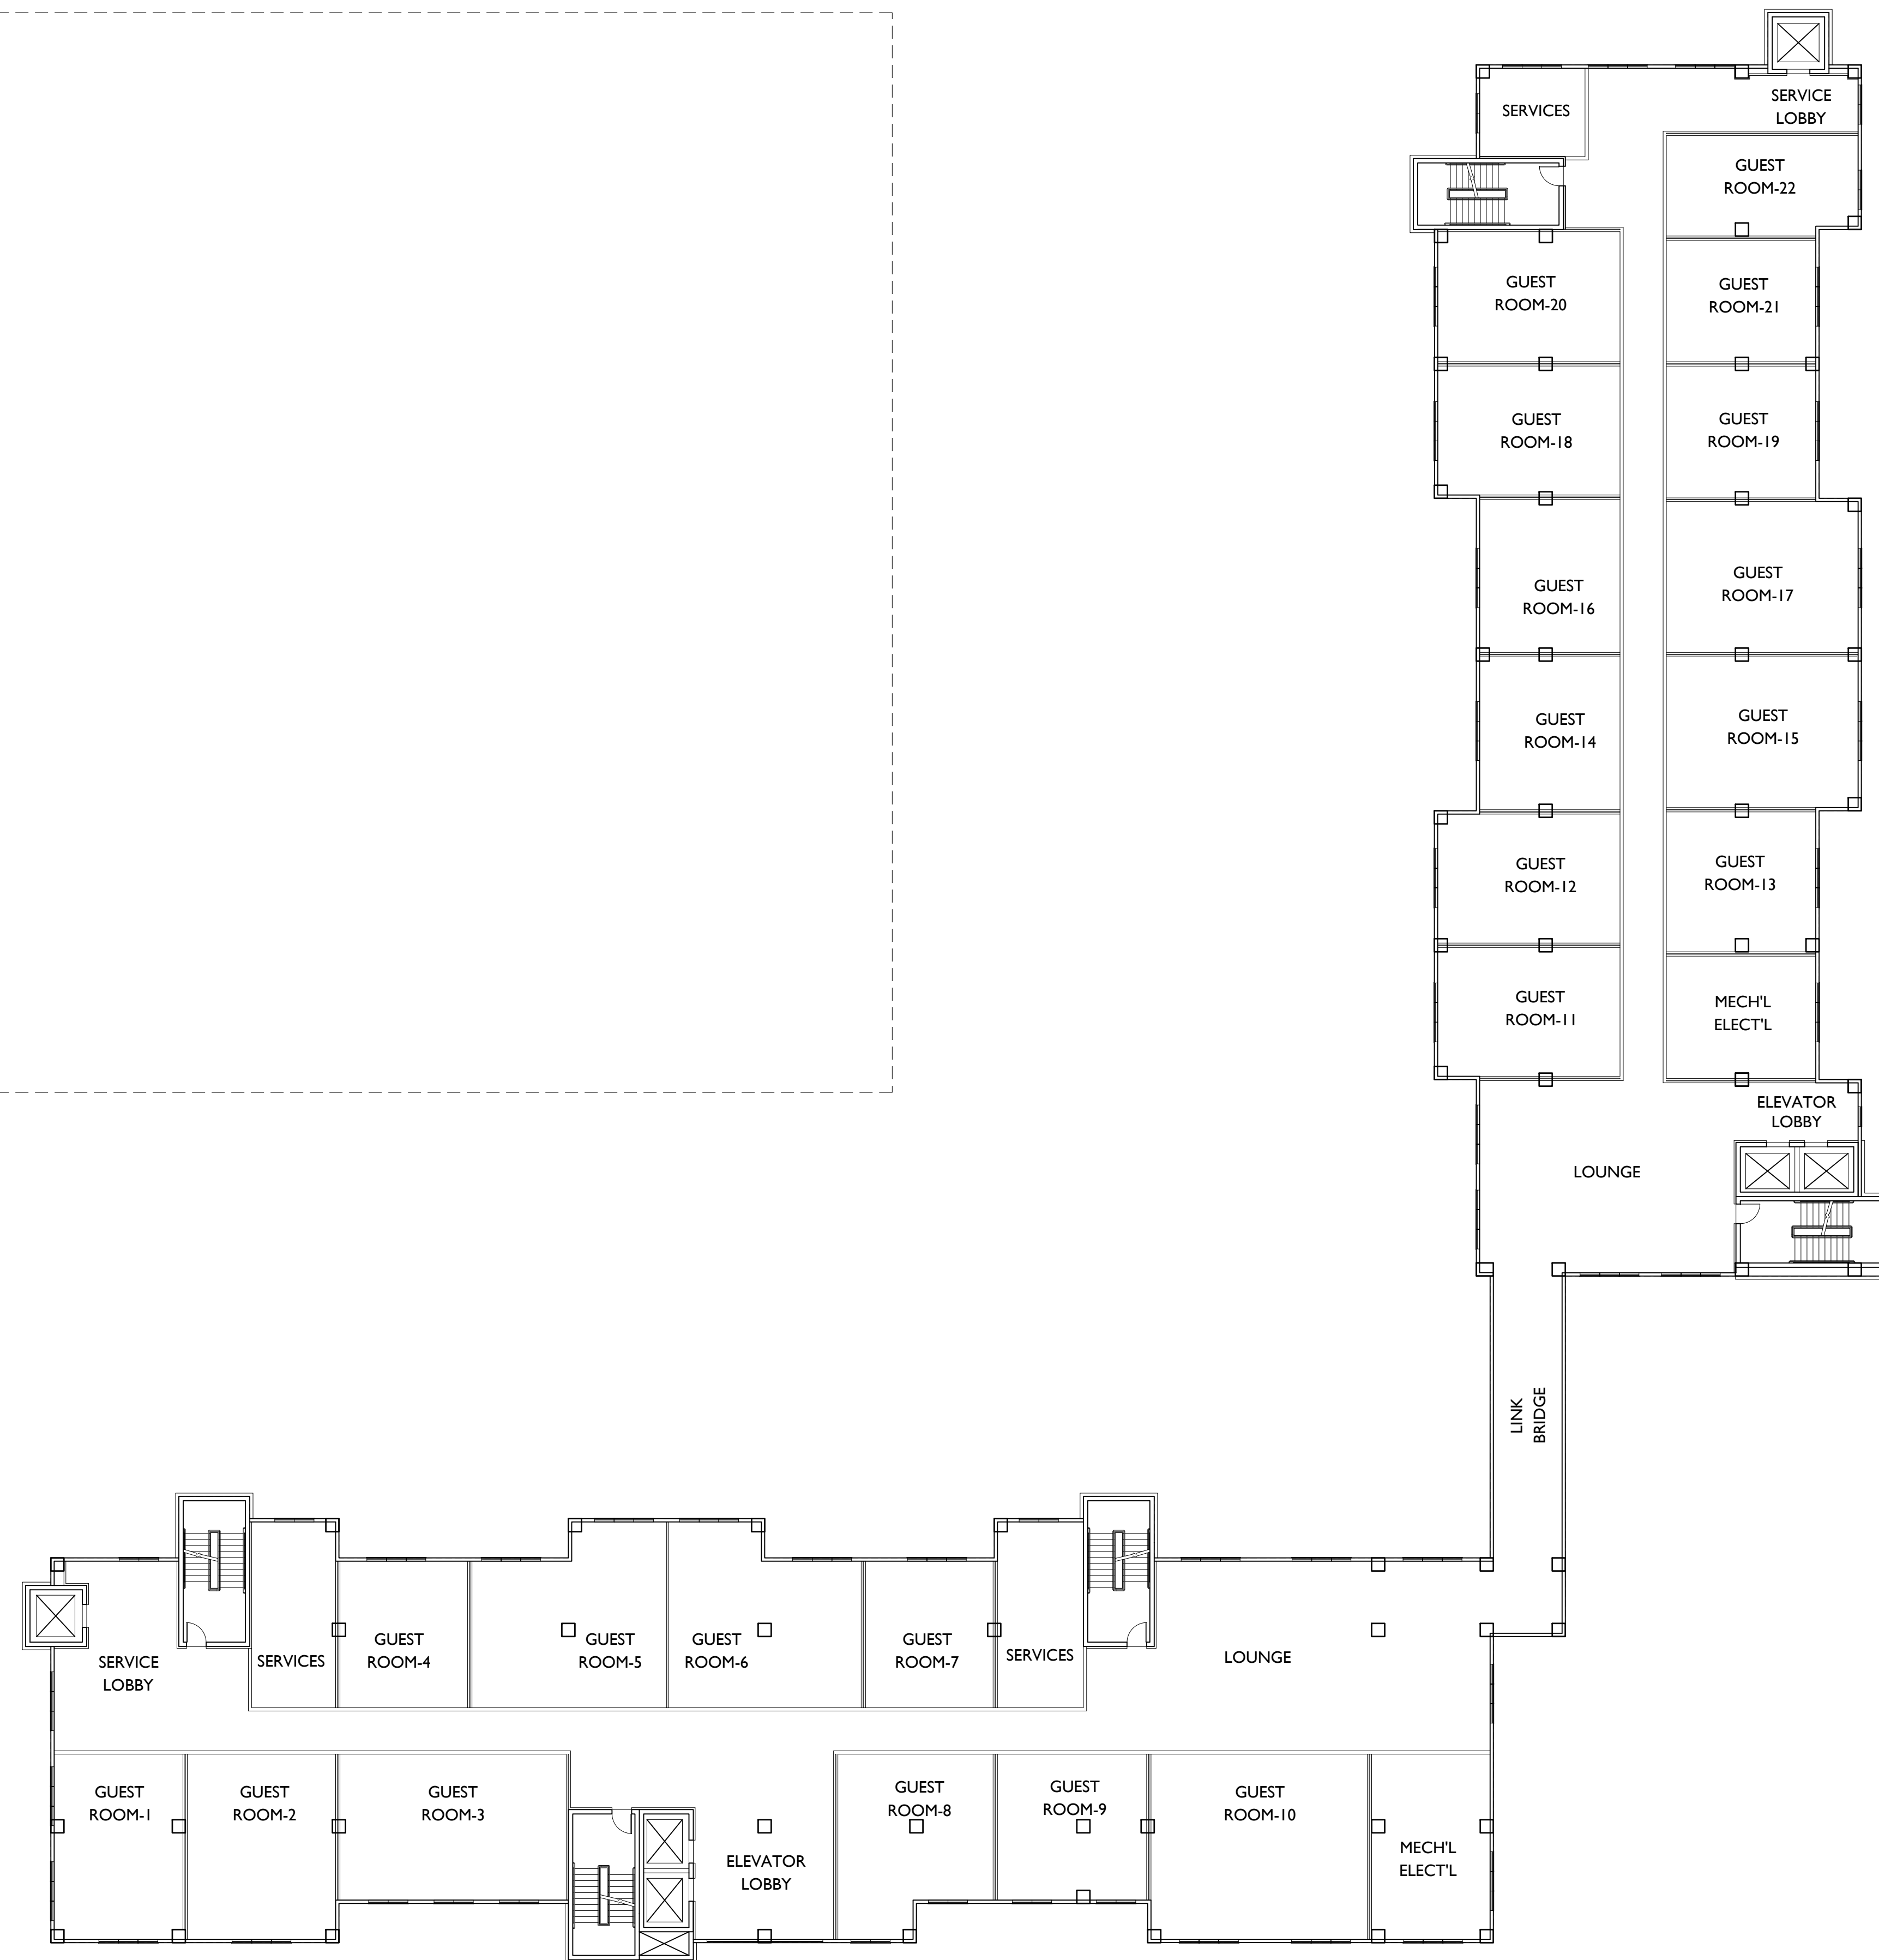 SERVICES
SERVICE
LOBBY
GUEST
ROOM-22
GUEST
ROOM-20
GUEST
ROOM-21
GUEST
ROOM-18
GUEST
ROOM-19
GUEST
ROOM-16
GUEST
ROOM-17
GUEST
ROOM-14
GUEST
ROOM-15
GUEST
ROOM-12
GUEST
ROOM-13
GUEST
ROOM-11
MECH'L
ELECT'L
ELEVATOR
LOBBY
LOUNGE
LINK
BRIDGE
SERVICE
LOBBY
SERVICES
GUEST
ROOM-4
GUEST
ROOM-5
GUEST
ROOM-6
GUEST
ROOM-7
SERVICES
LOUNGE
GUEST
ROOM-1
GUEST
ROOM-2
GUEST
ROOM-3
ELEVATOR
LOBBY
GUEST
ROOM-8
GUEST
ROOM-9
GUEST
ROOM-10
MECH'L
ELECT'L